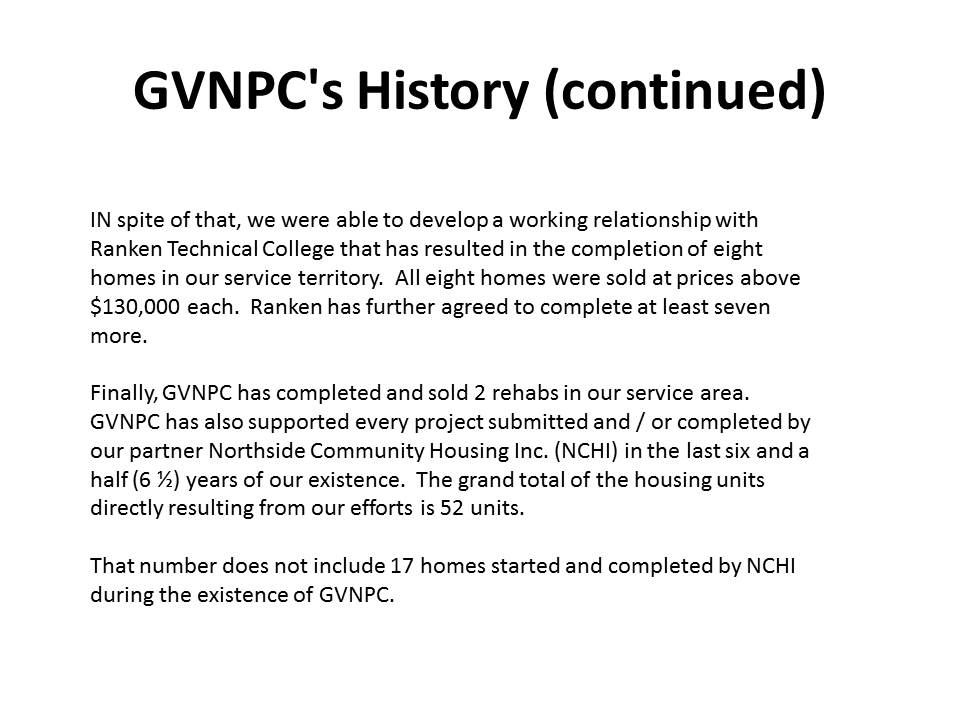 GVNPC's History (continued)
IN spite of that, we were able to develop a working relationship with
Ranken Technical College that has resulted in the completion of eight
homes in our service territory.  All eight homes were sold at prices above
$130,000 each.  Ranken has further agreed to complete at least seven
more.
Finally, GVNPC has completed and sold 2 rehabs in our service area.
GVNPC has also supported every project submitted and / or completed by
our partner Northside Community Housing Inc. (NCHI) in the last six and a
half (6 ½) years of our existence.  The grand total of the housing units
directly resulting from our efforts is 52 units.
That number does not include 17 homes started and completed by NCHI
during the existence of GVNPC.